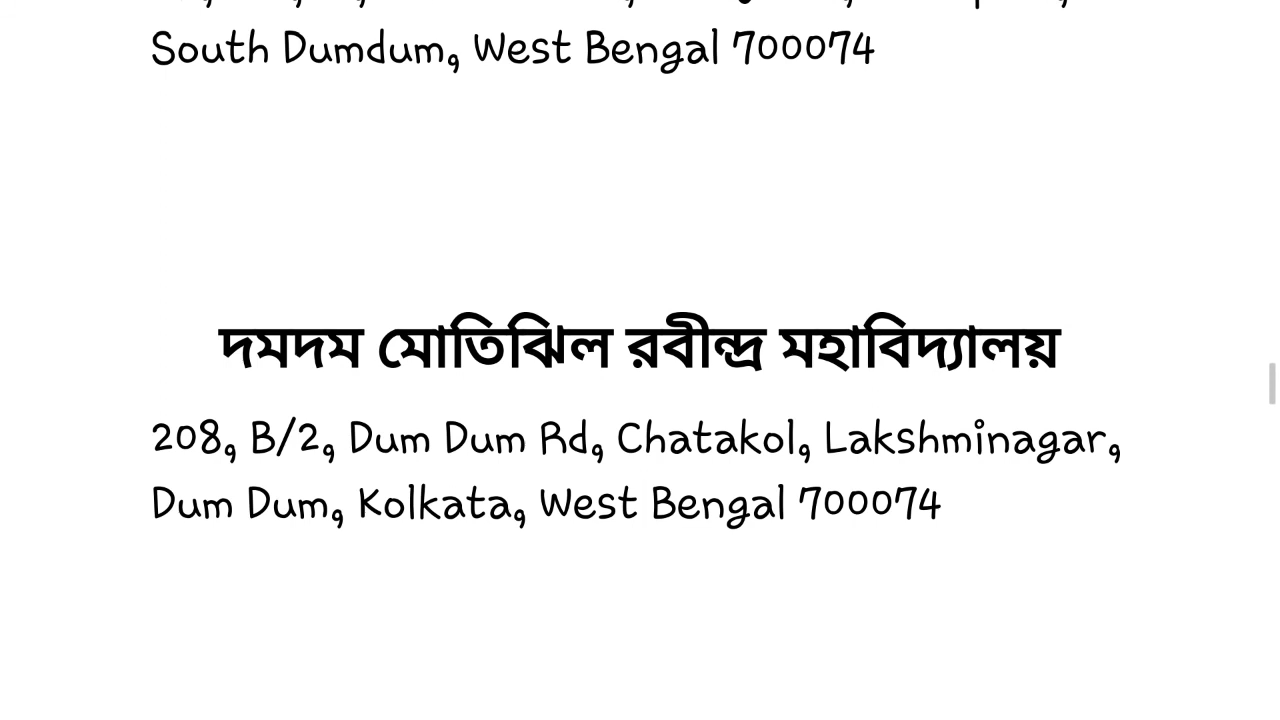 South Dumdum, West Bengal 700074
দমদম মোতিঝিল রবীন্দ্র মহাবিদ্যালয়
208, B/2, Dum Dum Rd, Chatakol, Lakshminagar,
Dum Dum, Kolkata, West Bengal 700074